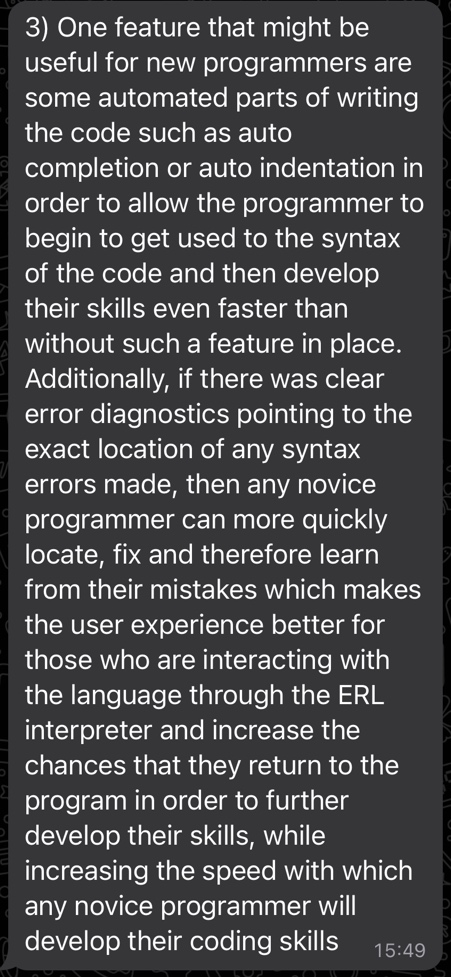 3) One feature that might be
useful for new programmers are
some automated parts of writing
the code such as auto
completion or auto indentation in
order to allow the programmer to
begin to get used to the syntax
of the code and then develop
their skills even faster than
without such a feature in place.
Additionally, if there was clear
error diagnostics pointing to the
exact location of any syntax
errors made, then any novice
programmer can more quickly
locate, fix and therefore learn
from their mistakes which makes
the user experience better for
those who are interacting with
the language through the ERL
interpreter and increase the
chances that they return to the
program in order to further
develop their skills, while
increasing the speed with which
any novice programmer will
develop their coding skills
15:49